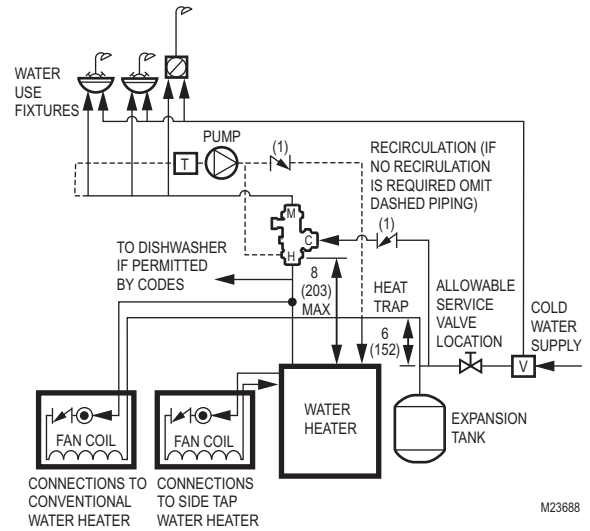 WATER
USE
FIXTURES
PUMP
(1)
T
RECIRCULATION (IF
NO RECIRULATION
IS REQUIRED OMIT
DASHED PIPING)
M
C
H
(1)
TO DISHWASHER
IF PERMITTED
BY CODES
8
(203)
MAX
HEAT
TRAP
6
(152)
ALLOWABLE
SERVICE
VALVE
LOCATION
COLD
WATER
SUPPLY
V
FAN COIL
FAN COIL
WATER
HEATER
EXPANSION
TANK
CONNECTIONS TO
CONVENTIONAL
WATER HEATER
CONNECTIONS
TO SIDE TAP
WATER HEATER
M23688